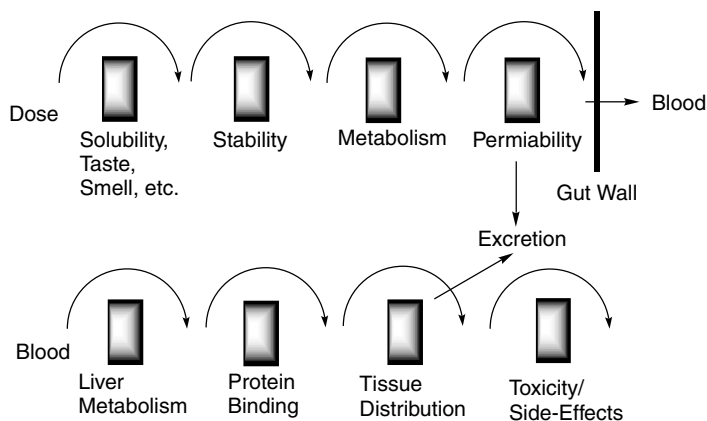 Dose
Solubility,
Taste,
Smell, etc.
Stability
Metabolism
Permiability
Blood
Gut Wall
Excretion
Blood
Liver
Metabolism
Protein
Binding
Tissue
Distribution
Toxicity/
Side-Effects